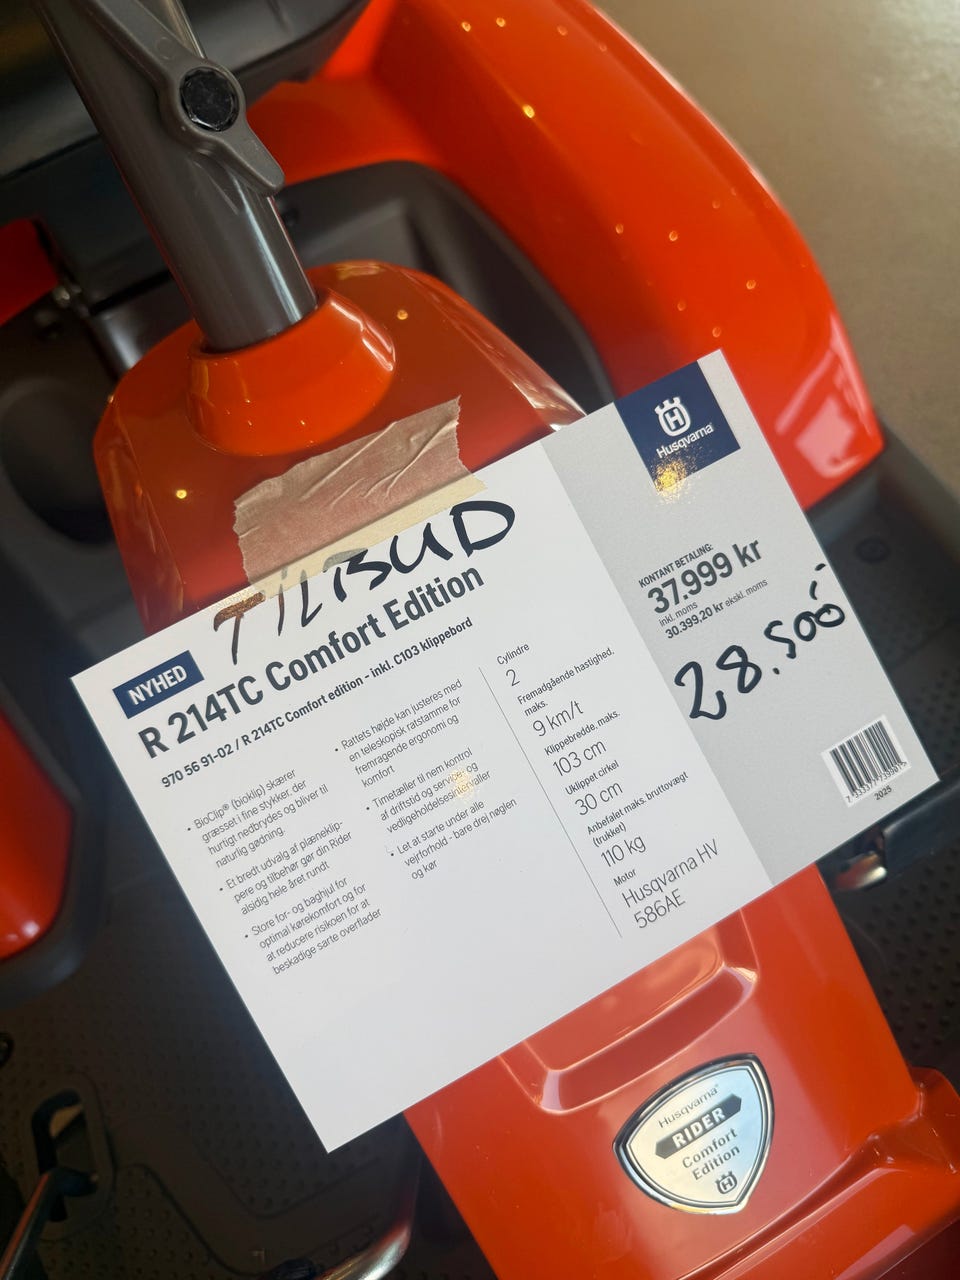 TILBUD
NYHED
R 214TC Comfort Edition
970 56 91-02 / R 214TC Comfort edition - inkl. C103 klippebord
• BioClip® (bioklip) skærer
græsset i fine stykker, der
hurtigt nedbrydes og bliver til
naturlig gødning.
• Et bredt udvalg af plæneklip-
pere og tilbehør gør din Rider
alsidig hele året rundt
• Store for- og baghjul for
optimal kørekomfort og for
at reducere risikoen for at
beskadige sarte overflader
• Rattets højde kan justeres med
en teleskopisk ratstamme for
fremragende ergonomi og
komfort
• Timetæller til nem kontrol
af driftstid og service- og
vedligeholdelsesintervaller
• Let at starte under alle
vejrforhold - bare drej nøglen
og kør
Cylindre
2
Fremadgående hastighed,
maks.
9 km/t
Klippebredde, maks.
103 cm
Uklippet cirkel
30 cm
Anbefalet maks. bruttovægt
(trukket)
110 kg
Motor
Husqvarna HV
586AE
H
Husqvarna®
KONTANT BETALING:
37.999 kr
inkl. moms
30.399,20 kr ekskl. moms
28.500
2025
Husqvarna®
RIDER
Comfort
Edition
H